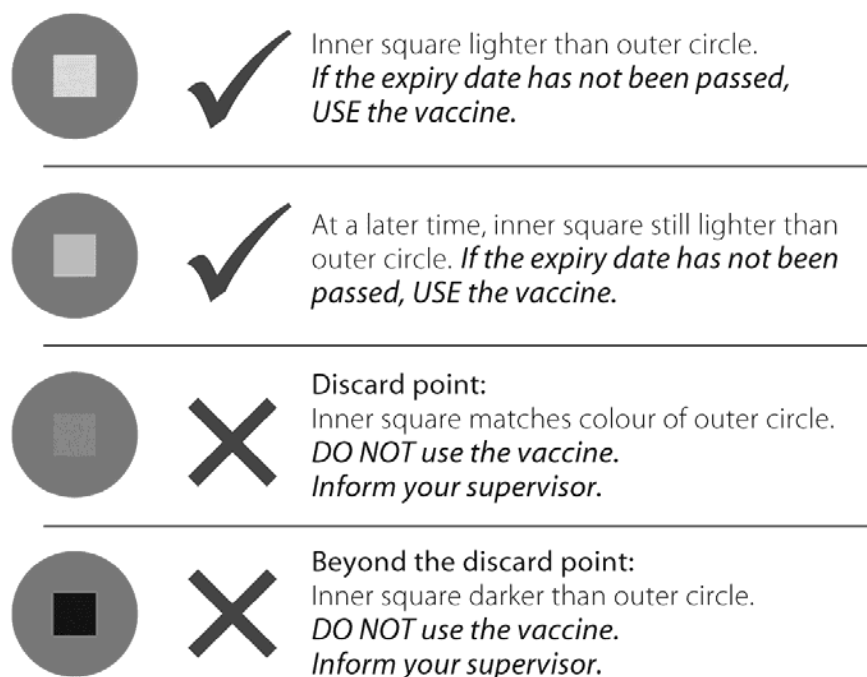 Inner square lighter than outer circle.
If the expiry date has not been passed,
USE the vaccine.
At a later time, inner square still lighter than
outer circle. If the expiry date has not been
passed, USE the vaccine.
Discard point:
Inner square matches colour of outer circle.
DO NOT use the vaccine.
Inform your supervisor.
Beyond the discard point:
Inner square darker than outer circle.
DO NOT use the vaccine.
Inform your supervisor.